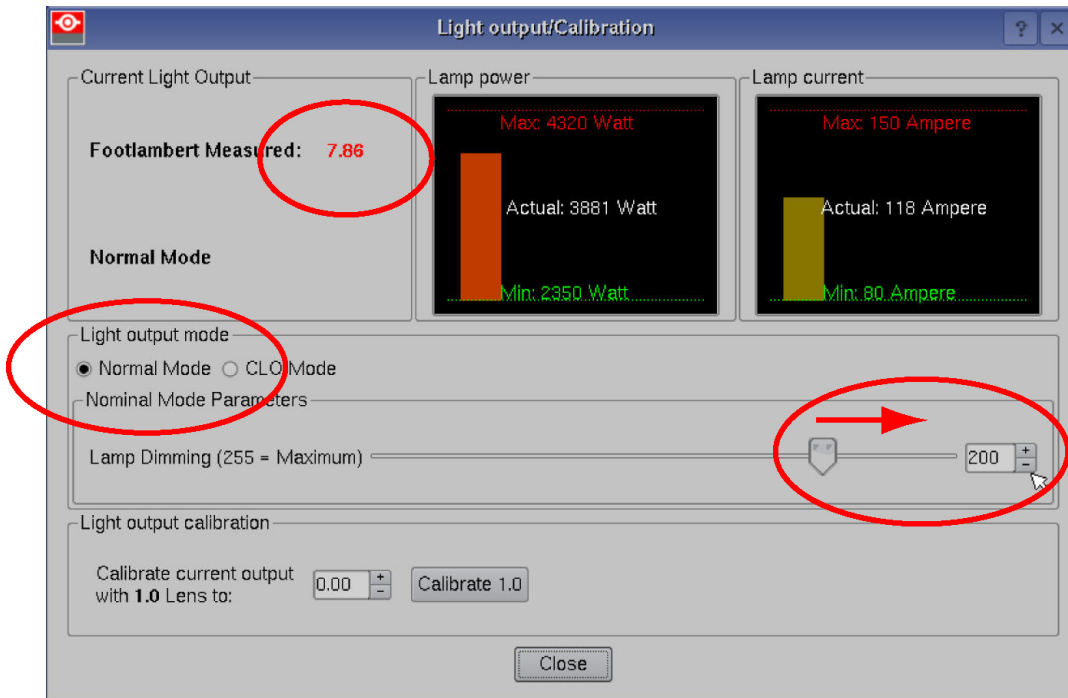 Light output/Calibration
? ×
Current Light Output
Footlambert Measured: 7.86
Normal Mode
Lamp power
Max: 4320 Watt
Actual: 3881 Watt
Min: 2350 Watt
Lamp current
Max: 150 Ampere
Actual: 118 Ampere
Min: 80 Ampere
Light output mode
Normal Mode CLO Mode
Nominal Mode Parameters
Lamp Dimming (255 = Maximum) 200 + −
Light output calibration
Calibrate current output
with 1.0 Lens to:
0.00 + − Calibrate 1.0
Close